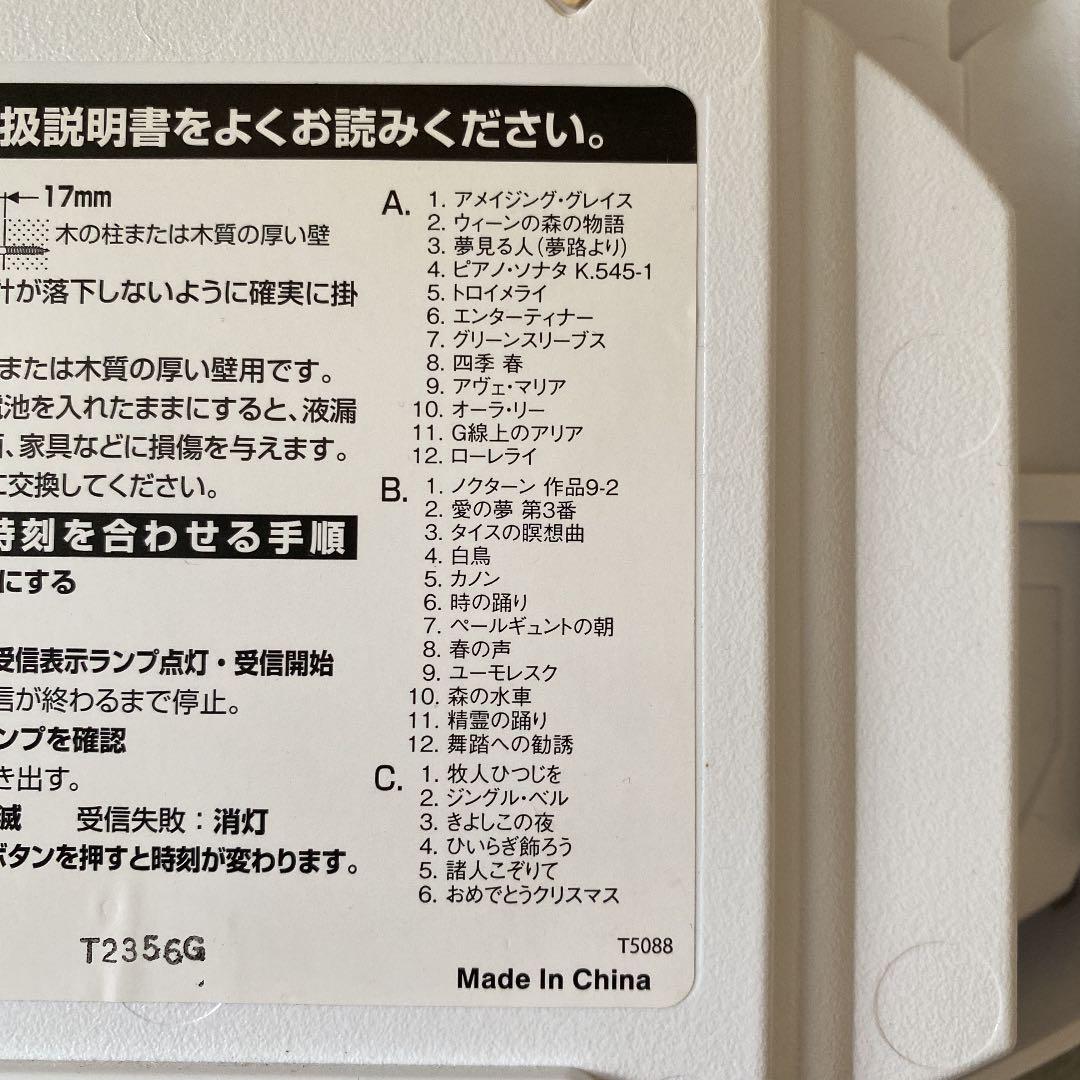 扱説明書をよくお読みください。
17mm
木の柱または木質の厚い壁
計が落下しないように確実に掛
または木質の厚い壁用です。
電池を入れたままにすると、液漏
、家具などに損傷を与えます。
に交換してください。
時刻を合わせる手順
にする
受信表示ランプ点灯・受信開始
信が終わるまで停止。
ンプを確認
き出す。
滅 受信失敗：消灯
ボタンを押すと時刻が変わります。
T2356G
A. 1. アメイジング・グレイス
2. ウィーンの森の物語
3. 夢見る人（夢路より）
4. ピアノ・ソナタ K.545-1
5. トロイメライ
6. エンターティナー
7. グリーンスリーブス
8. 四季 春
9. アヴェ・マリア
10. オーラ・リー
11. G線上のアリア
12. ローレライ
B. 1. ノクターン 作品9-2
2. 愛の夢 第3番
3. タイスの瞑想曲
4. 白鳥
5. カノン
6. 時の踊り
7. ペールギュントの朝
8. 春の声
9. ユーモレスク
10. 森の水車
11. 精霊の踊り
12. 舞踏への勧誘
C. 1. 牧人ひつじを
2. ジングル・ベル
3. きよしこの夜
4. ひいらぎ飾ろう
5. 諸人こぞりて
6. おめでとうクリスマス
T5088
Made In China